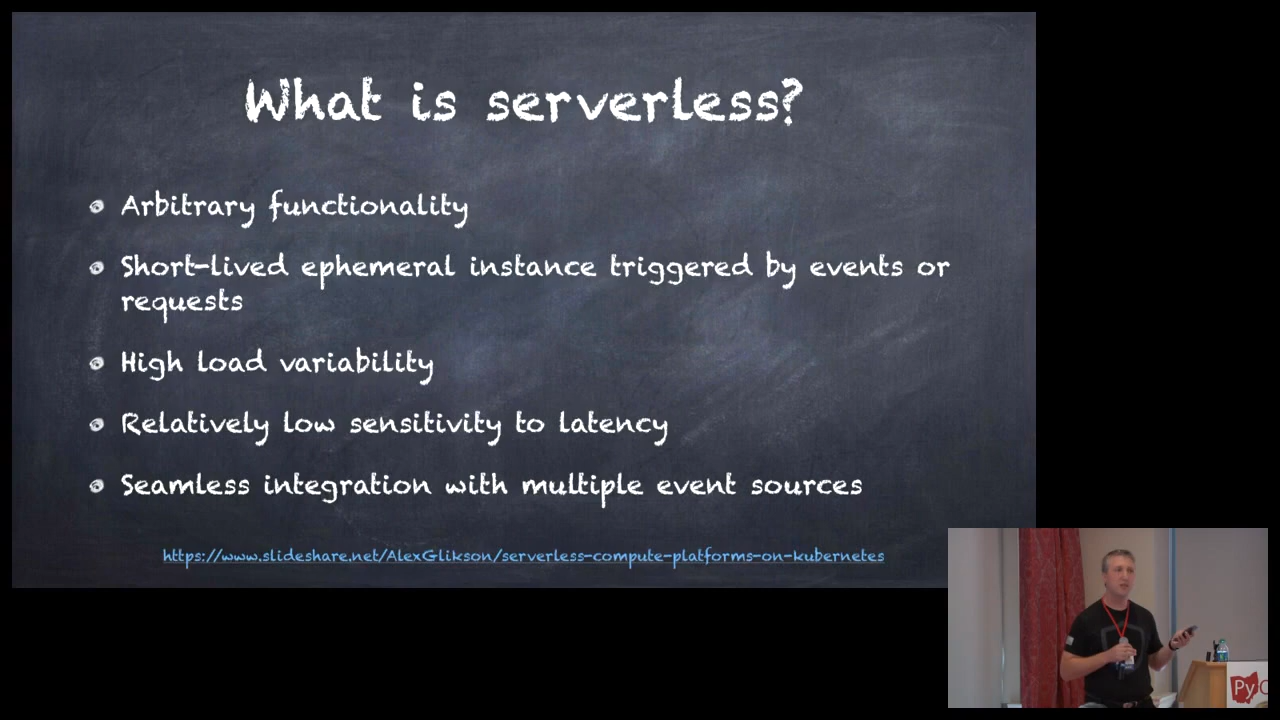 What is serverless?
Arbitrary functionality
Short-lived ephemeral instance triggered by events or
requests
High load variability
Relatively low sensitivity to latency
Seamless integration with multiple event sources
https://www.slideshare.net/AlexGlikson/serverless-compute-platforms-on-kubernetes
Py